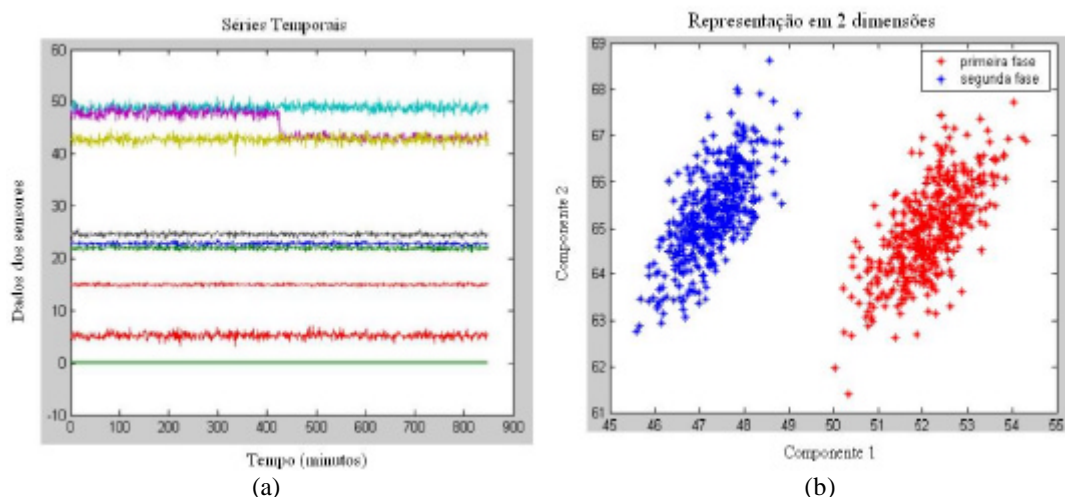 Séries Temporais
60
50
40
30
20
10
0
-10
0 100 200 300 400 500 600 700 800 900
Dados dos sensores
Tempo (minutos)
(a)
Representação em 2 dimensões
primeira fase
segunda fase
69
68
67
66
65
64
63
62
61
45 46 47 48 49 50 51 52 53 54 55
Componente 2
Componente 1
(b)